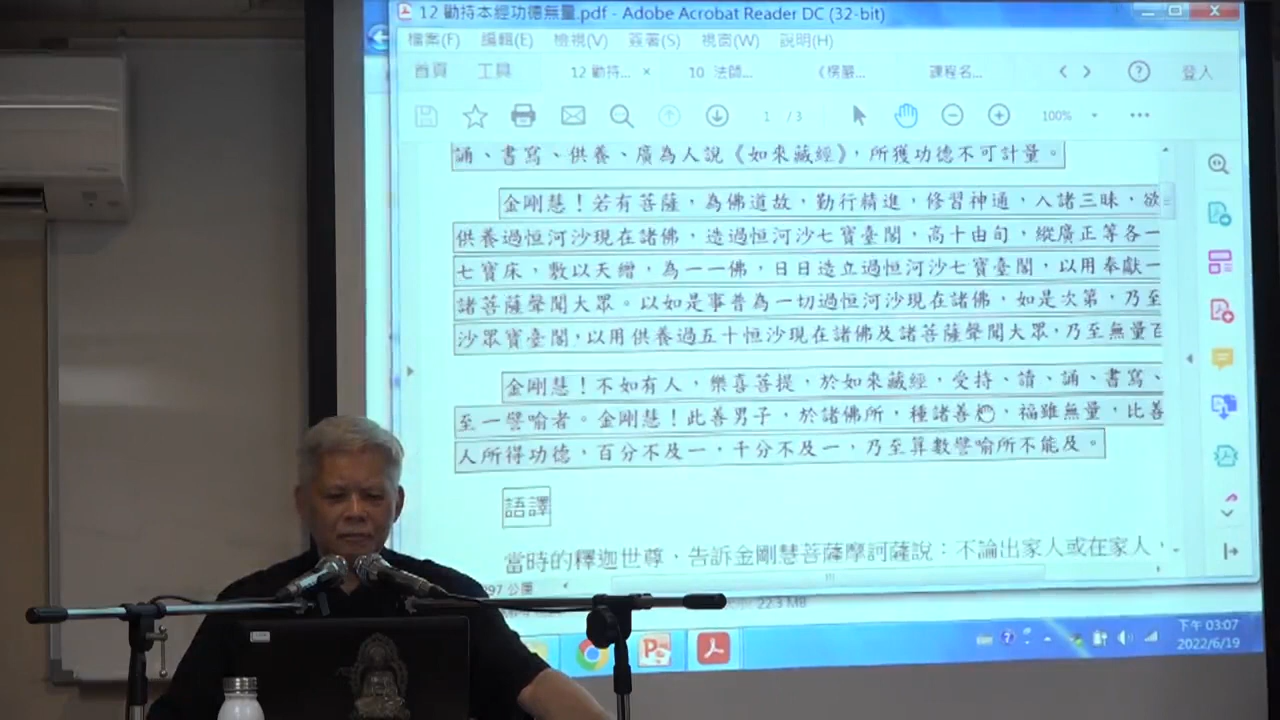 12 勸持本經功德無量.pdf - Adobe Acrobat Reader DC (32-bit)
檔案(F) 編輯(E) 檢視(V) 簽署(S) 視窗(W) 說明(H)
首頁 工具 12 勸持... × 10 法師... 《楞嚴... 課程名... 登入
1 / 3 100%
誦、書寫、供養、廣為人說《如來藏經》，所獲功德不可計量。
金剛慧！若有菩薩，為佛道故，勤行精進，修習神通，入諸三昧，欲
供養過恒河沙現在諸佛，造過恒河沙七寶臺閣，高十由旬，縱廣正等各一
七寶床，敷以天繒，為一一佛，日日造立過恒河沙七寶臺閣，以用奉獻一
諸菩薩聲聞大眾。以如是事普為一切過恒河沙現在諸佛，如是次第，乃至
沙眾寶臺閣，以用供養過五十恒沙現在諸佛及諸菩薩聲聞大眾，乃至無量百
金剛慧！不如有人，樂喜菩提，於如來藏經，受持、讀、誦、書寫、
至一譬喻者。金剛慧！此善男子，於諸佛所，種諸善、福雖無量，比善
人所得功德，百分不及一，千分不及一，乃至算數譬喻所不能及。
語譯
當時的釋迦世尊、告訴金剛慧菩薩摩訶薩說：不論出家人或在家人，
297 公釐
22.3 MB
下午 03:07
2022/6/19